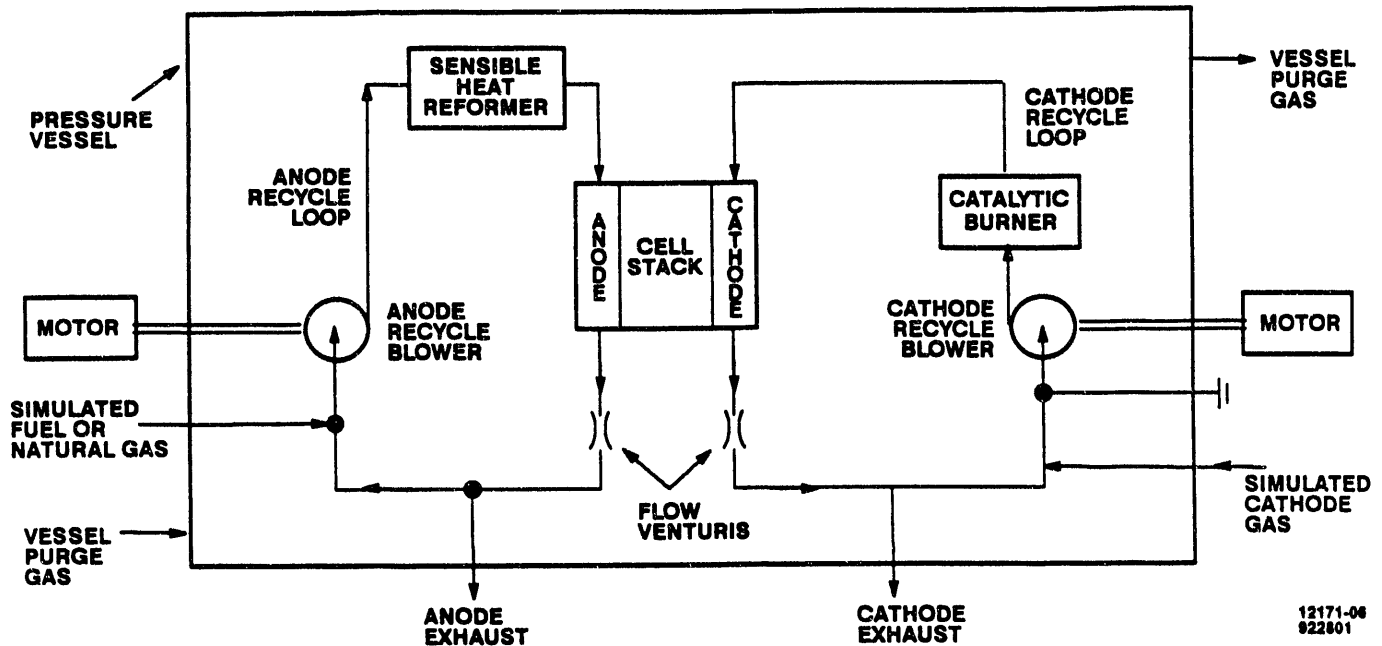 SENSIBLE
HEAT
REFORMER
VESSEL
PURGE
GAS
PRESSURE
VESSEL
CATHODE
RECYCLE
LOOP
ANODE
RECYCLE
LOOP
CATALYTIC
BURNER
ANODE
CELL
STACK
CATHODE
MOTOR
ANODE
RECYCLE
BLOWER
CATHODE
RECYCLE
BLOWER
MOTOR
SIMULATED
FUEL OR
NATURAL GAS
FLOW
VENTURIS
SIMULATED
CATHODE
GAS
VESSEL
PURGE
GAS
ANODE
EXHAUST
CATHODE
EXHAUST
12171-06
922801